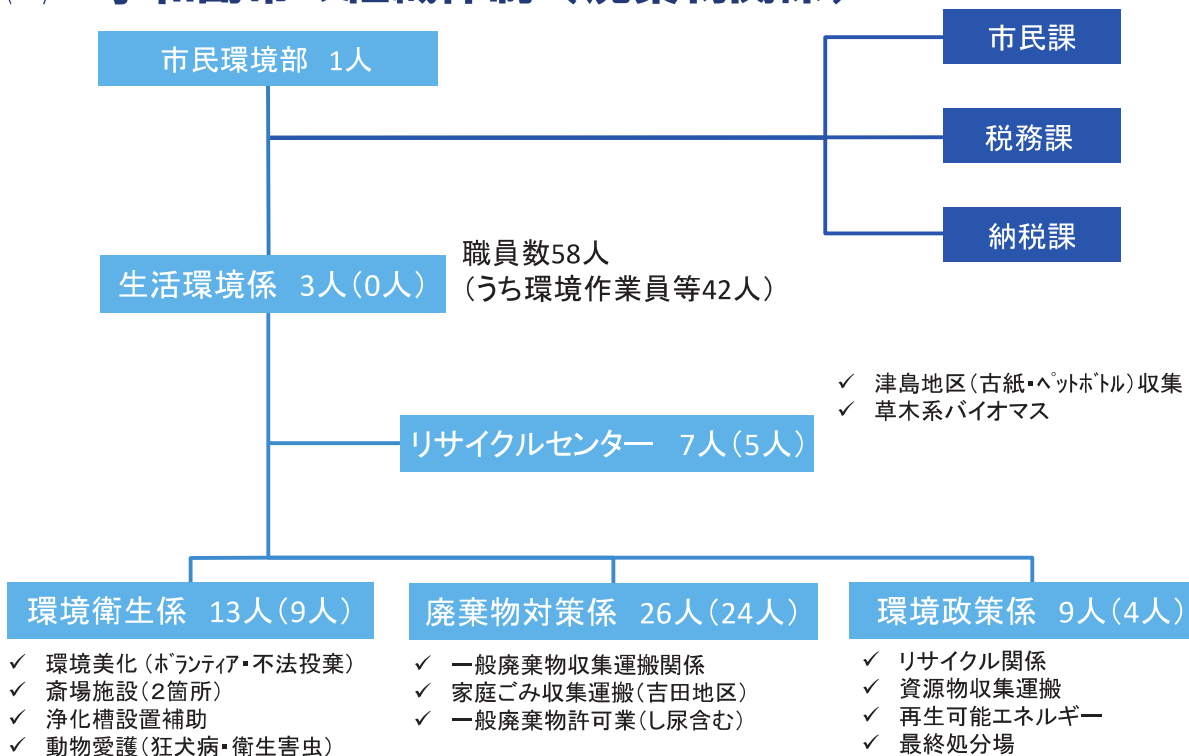 市民環境部 1人
市民課
税務課
納税課
生活環境係 3人(0人)
職員数58人
(うち環境作業員等42人)
✓ 津島地区(古紙・ペットボトル)収集
✓ 草木系バイオマス
リサイクルセンター 7人(5人)
環境衛生係 13人(9人)
✓ 環境美化(ボランティア・不法投棄)
✓ 斎場施設(2箇所)
✓ 浄化槽設置補助
✓ 動物愛護(狂犬病・衛生害虫)
廃棄物対策係 26人(24人)
✓ 一般廃棄物収集運搬関係
✓ 家庭ごみ収集運搬(吉田地区)
✓ 一般廃棄物許可業(し尿含む)
環境政策係 9人(4人)
✓ リサイクル関係
✓ 資源物収集運搬
✓ 再生可能エネルギー
✓ 最終処分場